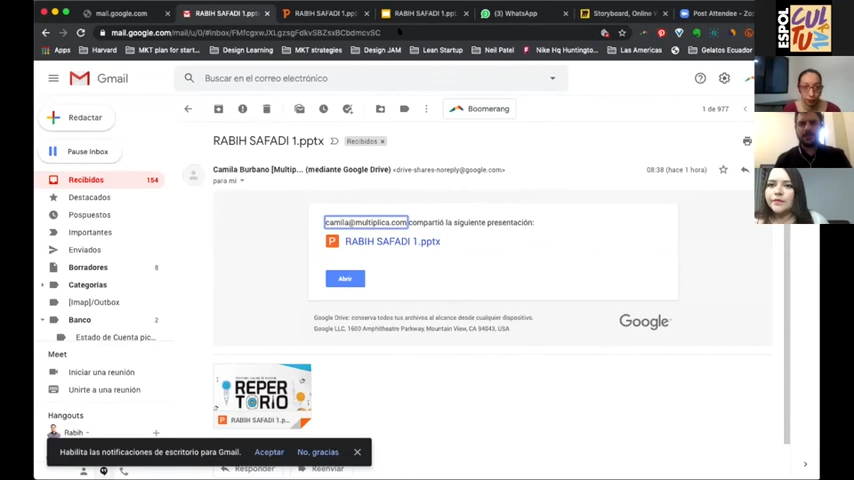 mail.google.com
RABIH SAFADI 1.pptx
RABIH SAFADI 1.pptx
RABIH SAFADI 1.pptx
(3) WhatsApp
Storyboard, Online W
Post Attendee - Zo
mail.google.com/mail/u/0/#inbox/FMfcgxwJXLgzsgFdkvSBZsxBCbdmcvSC
Apps
Harvard
MKT plan for start...
Design Learning
MKT strategies
Design JAM
Lean Startup
Neil Patel
Nike Hq Huntington...
Las Americas
Gelatos Ecuador
ESPOL
CULTURA
Gmail
Buscar en el correo electrónico
Redactar
Boomerang
1 de 977
Pause Inbox
RABIH SAFADI 1.pptx
Recibidos
Recibidos 154
Camila Burbano [Multip... (mediante Google Drive) <drive-shares-noreply@google.com>
08:38 (hace 1 hora)
para mi
Destacados
Pospuestos
Importantes
Enviados
Borradores 8
Categorías
[Imap]/Outbox
Banco 2
Estado de Cuenta pic...
camila@multiplica.com compartió la siguiente presentación:
RABIH SAFADI 1.pptx
Abrir
Google Drive: conserva todos tus archivos al alcance desde cualquier dispositivo.
Google LLC, 1600 Amphitheatre Parkway, Mountain View, CA 94043, USA
Google
Meet
Iniciar una reunión
Unirte a una reunión
Hangouts
Rabih
REPERTORIO
RABIH SAFADI 1.p...
Habilita las notificaciones de escritorio para Gmail.
Aceptar
No, gracias
Responder
Reenviar